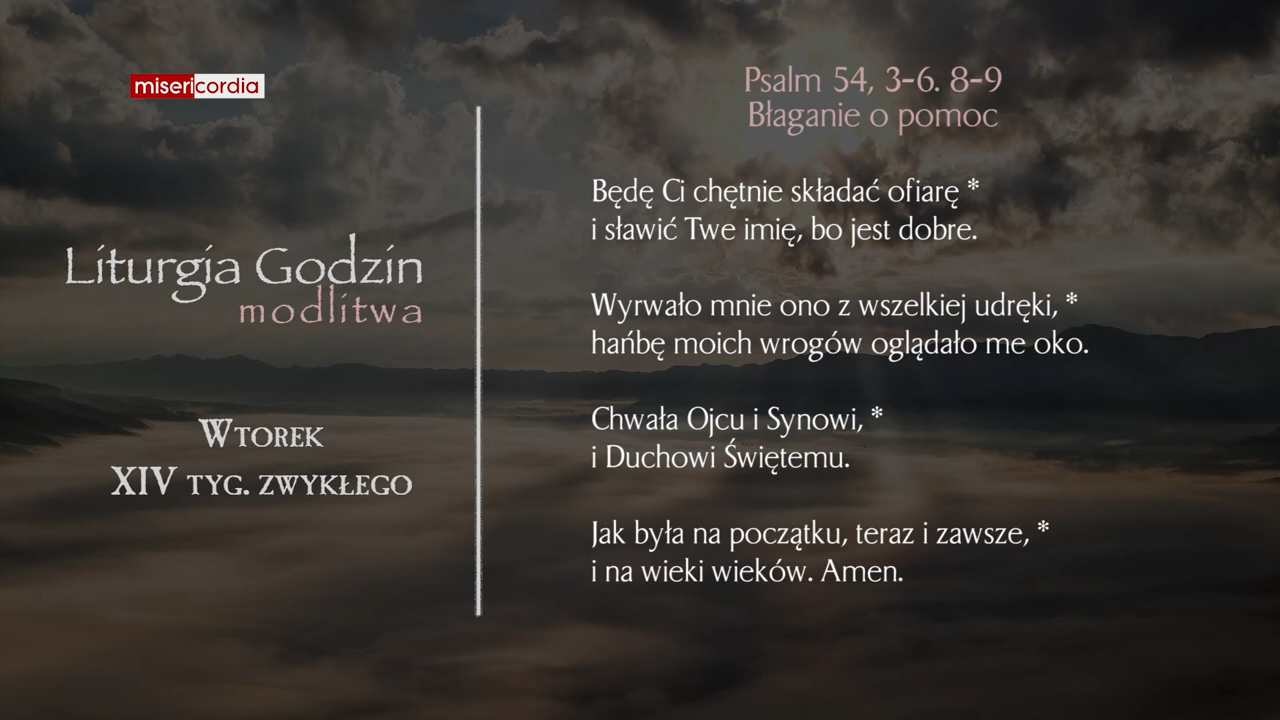 misericordia
Liturgia Godzin
modlitwa
Wtorek
XIV tyg. zwykłego
Psalm 54, 3-6. 8-9
Błaganie o pomoc
Będę Ci chętnie składać ofiarę *
i sławić Twe imię, bo jest dobre.
Wyrwało mnie ono z wszelkiej udręki, *
hańbę moich wrogów oglądało me oko.
Chwała Ojcu i Synowi, *
i Duchowi Świętemu.
Jak była na początku, teraz i zawsze, *
i na wieki wieków. Amen.